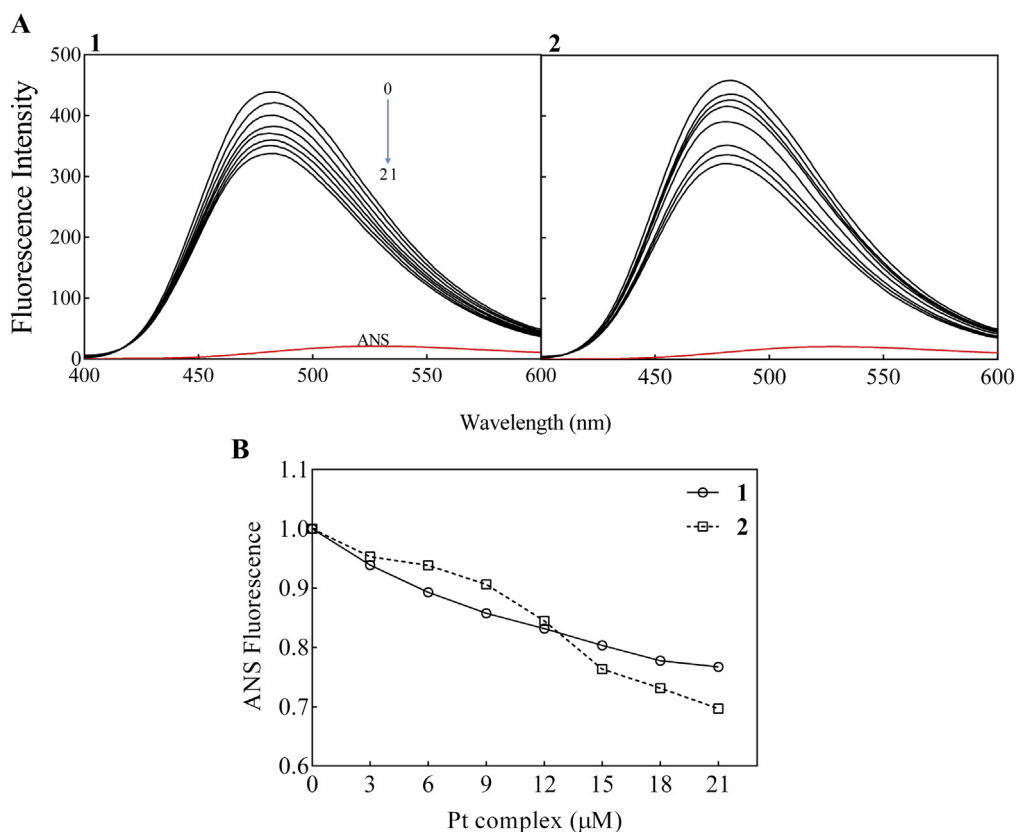 A
1
2
500
400
300
200
100
0
Fluorescence Intensity
0
21
ANS
400 450 500 550 600
450 500 550 600
Wavelength (nm)
B
1.1
1.0
0.9
0.8
0.7
0.6
ANS Fluorescence
1
2
0 3 6 9 12 15 18 21
Pt complex (μM)